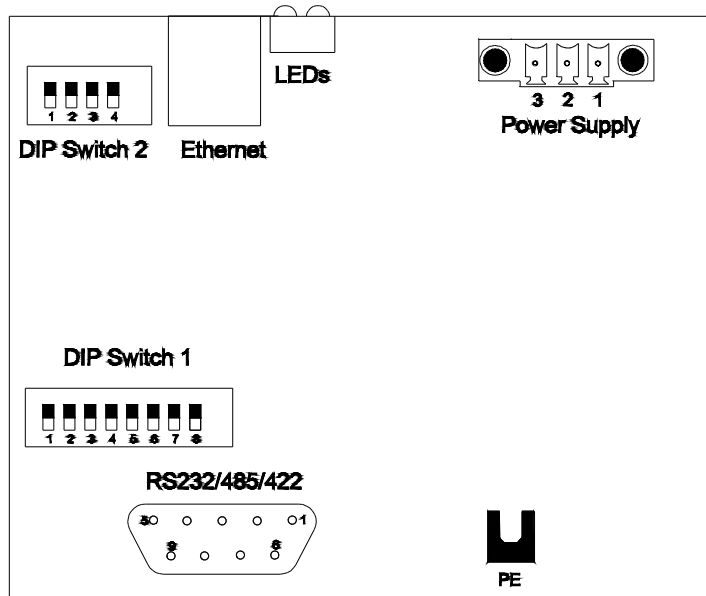 LEDs
3 2 1
1 2 3 4
Power Supply
DIP Switch 2
Ethernet
DIP Switch 1
1 2 3 4 5 6 7 8
RS232/485/422
5 1
9 6
PE